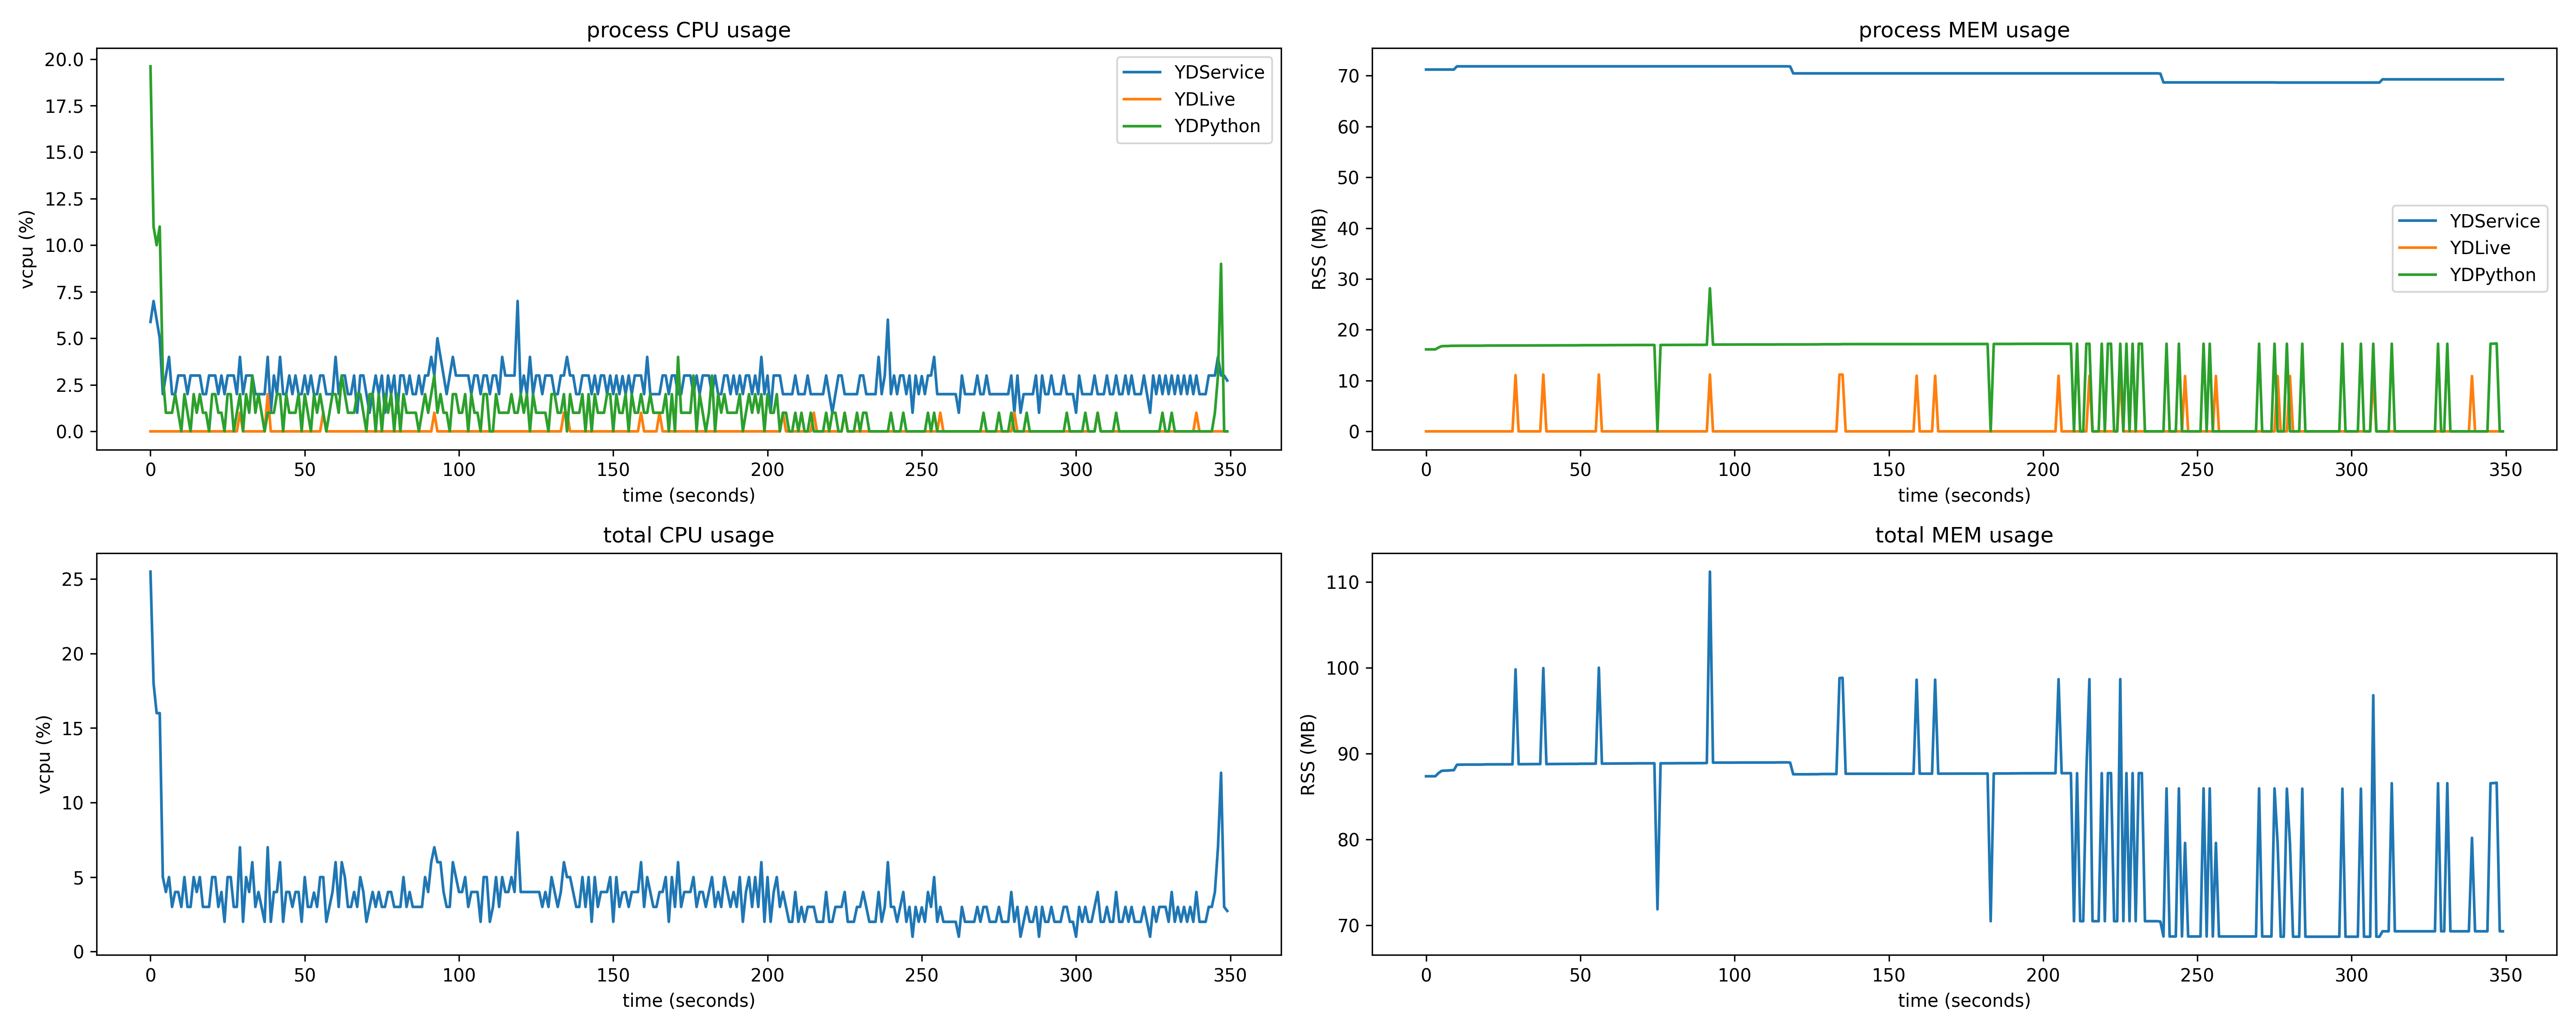 process CPU usage
20.0
17.5
15.0
12.5
10.0
7.5
5.0
2.5
0.0
vcpu (%)
YDService
YDLive
YDPython
0 50 100 150 200 250 300 350
time (seconds)
process MEM usage
70
60
50
40
30
20
10
0
RSS (MB)
YDService
YDLive
YDPython
0 50 100 150 200 250 300 350
time (seconds)
total CPU usage
25
20
15
10
5
0
vcpu (%)
0 50 100 150 200 250 300 350
time (seconds)
total MEM usage
110
100
90
80
70
RSS (MB)
0 50 100 150 200 250 300 350
time (seconds)